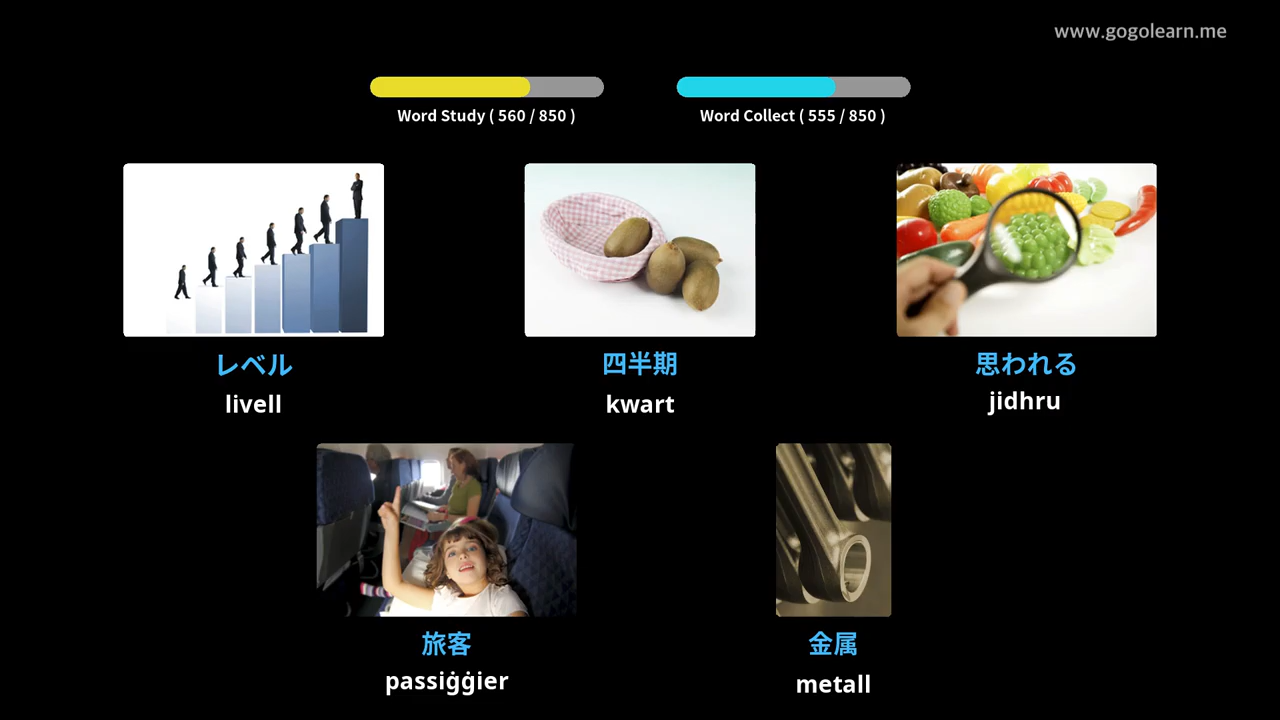 www.gogolearn.me
Word Study ( 560 / 850 )
Word Collect ( 555 / 850 )
レベル
livell
四半期
kwart
思われる
jidhru
旅客
passiġġier
金属
metall